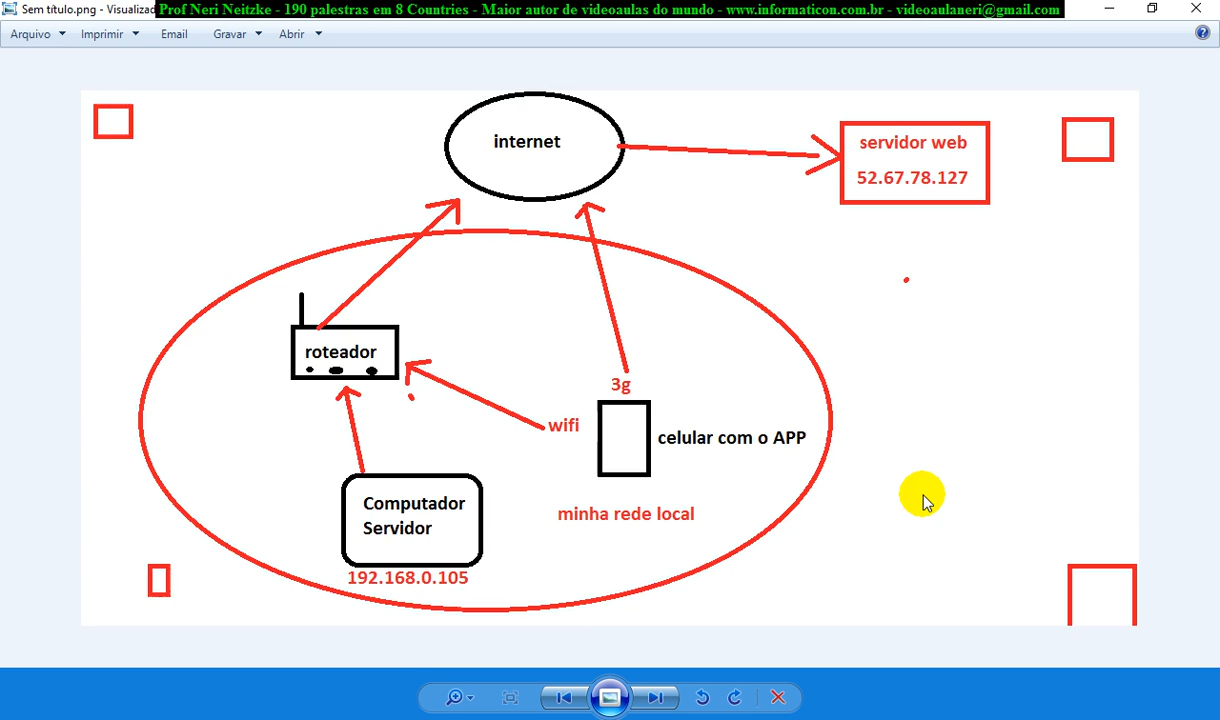 Sem título.png - Visualizad
Prof Neri Neitzke - 190 palestras em 8 Countries - Maior autor de videoaulas do mundo - www.informaticon.com.br - videoaulaneri@gmail.com
Arquivo Imprimir Email Gravar Abrir
internet
servidor web
52.67.78.127
roteador
3g
wifi
celular com o APP
Computador
Servidor
minha rede local
192.168.0.105